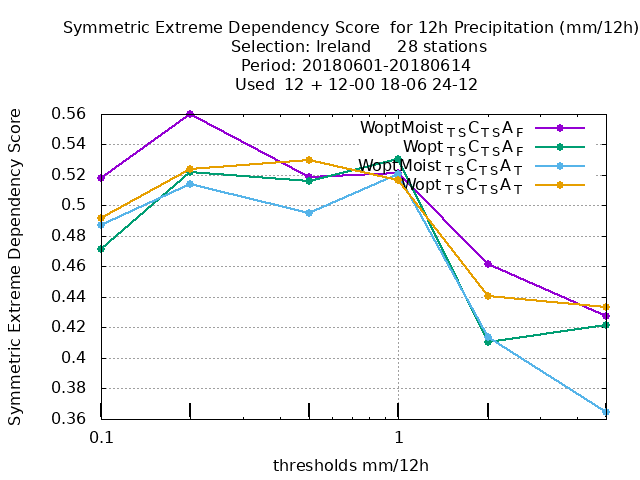 Symmetric Extreme Dependency Score  for 12h Precipitation (mm/12h)
Selection: Ireland     28 stations
Period: 20180601-20180614
Used  12 + 12-00 18-06 24-12
Symmetric Extreme Dependency Score
0.56
0.54
0.52
0.5
0.48
0.46
0.44
0.42
0.4
0.38
0.36
WoptMoist TS C TS A F
Wopt TS C TS A F
WoptMoist TS C TS A T
Wopt TS C TS A T
0.1
1
thresholds mm/12h